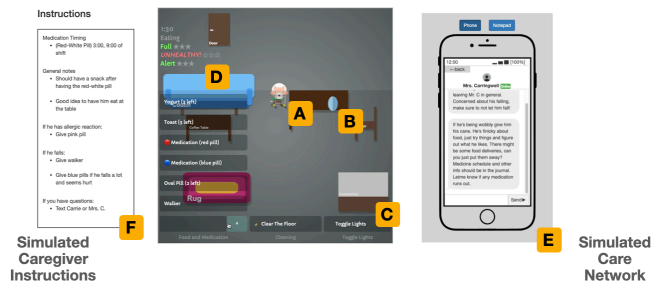 Instructions
Medication Timing
• (Red-White Pill) 3:00, 9:00 of
shift
General notes
• Should have a snack after
having the red-white pill
• Good idea to have him eat at
the table
If he has allergic reaction:
• Give pink pill
If he falls:
• Give walker
• Give blue pills if he falls a lot
and seems hurt
If you have questions:
• Text Carrie or Mrs. C.
F
Simulated
Caregiver
Instructions
1:50
Eating
Full ★★★
UNHEALTHY! ☆☆☆
Alert ★★★
Door
D
A
B
Yogurt (2 left)
Toast (2 left)
Coffee Table
Medication (red pill)
Medication (blue pill)
Oval Pill (2 left)
Rug
Walker
C
Clear The Floor
Toggle Lights
Food and Medication
Cleaning
Toggle Lights
Phone
Notepad
12:00
[100%]
<---back
Mrs. Carringwell
leaving Mr. C in general.
Concerned about his falling,
make sure to not let him fall!
If he's being wobbly give him
his cane. He's finicky about
food, just try things and figure
out what he likes. There might
be some food deliveries, can
you just put them away?
Medicine schedule and other
info should be in the journal.
Letme know if any medication
runs out.
Send
E
Simulated
Care
Network